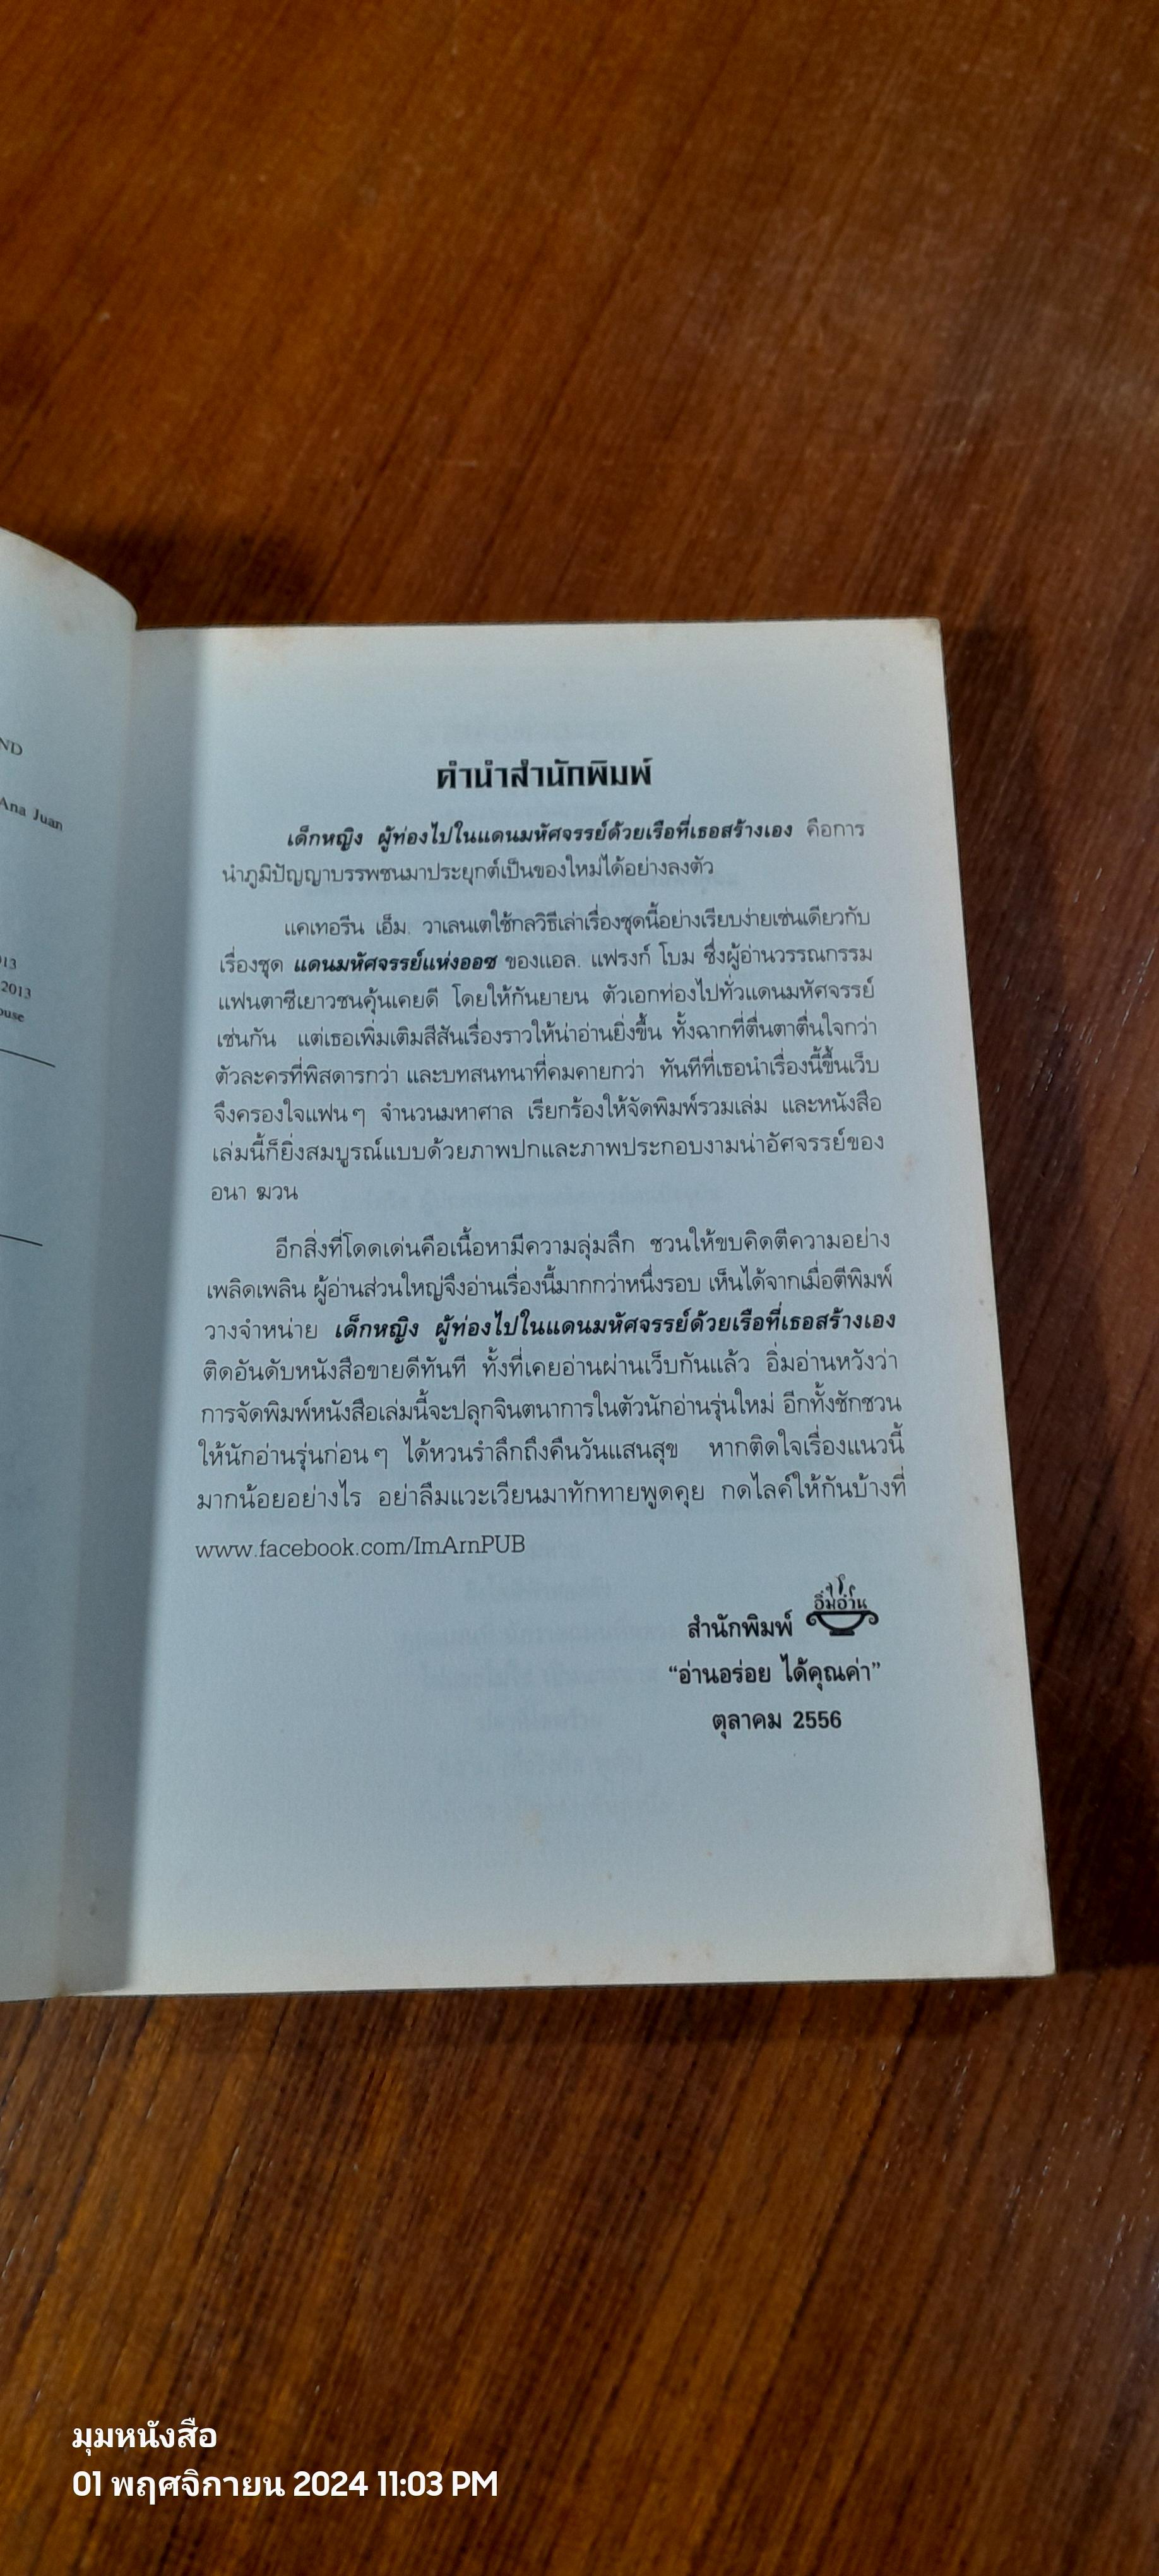 ND
Ana Juan
013
2013
ouse
คำนำสำนักพิมพ์
เด็กหญิง ผู้ท่องไปในแดนมหัศจรรย์ด้วยเรือที่เธอสร้างเอง คือการ
นำภูมิปัญญาบรรพชนมาประยุกต์เป็นของใหม่ได้อย่างลงตัว
แคเทอรีน เอ็ม. วาเลนเตใช้กลวิธีเล่าเรื่องชุดนี้อย่างเรียบง่ายเช่นเดียวกับ
เรื่องชุด แดนมหัศจรรย์แห่งออซ ของแอล. แฟรงก์ โบม ซึ่งผู้อ่านวรรณกรรม
แฟนตาซีเยาวชนคุ้นเคยดี โดยให้กันยายน ตัวเอกท่องไปทั่วแดนมหัศจรรย์
เช่นกัน แต่เธอเพิ่มเติมสีสันเรื่องราวให้น่าอ่านยิ่งขึ้น ทั้งฉากที่ตื่นตาตื่นใจกว่า
ตัวละครที่พิสดารกว่า และบทสนทนาที่คมคายกว่า ทันทีที่เธอนำเรื่องนี้ขึ้นเว็บ
จึงครองใจแฟนๆ จำนวนมหาศาล เรียกร้องให้จัดพิมพ์รวมเล่ม และหนังสือ
เล่มนี้ก็ยิ่งสมบูรณ์แบบด้วยภาพปกและภาพประกอบงามน่าอัศจรรย์ของ
อนา ฆวน
อีกสิ่งที่โดดเด่นคือเนื้อหามีความลุ่มลึก ชวนให้ขบคิดตีความอย่าง
เพลิดเพลิน ผู้อ่านส่วนใหญ่จึงอ่านเรื่องนี้มากกว่าหนึ่งรอบ เห็นได้จากเมื่อตีพิมพ์
วางจำหน่าย เด็กหญิง ผู้ท่องไปในแดนมหัศจรรย์ด้วยเรือที่เธอสร้างเอง
ติดอันดับหนังสือขายดีทันที ทั้งที่เคยอ่านผ่านเว็บกันแล้ว อิ่มอ่านหวังว่า
การจัดพิมพ์หนังสือเล่มนี้จะปลุกจินตนาการในตัวนักอ่านรุ่นใหม่ อีกทั้งชักชวน
ให้นักอ่านรุ่นก่อนๆ ได้หวนรำลึกถึงคืนวันแสนสุข หากติดใจเรื่องแนวนี้
มากน้อยอย่างไร อย่าลืมแวะเวียนมาทักทายพูดคุย กดไลค์ให้กันบ้างที่
www.facebook.com/ImArnPUB
สำนักพิมพ์ อิ่มอ่าน
“อ่านอร่อย ได้คุณค่า”
ตุลาคม 2556
มุมหนังสือ
01 พฤศจิกายน 2024 11:03 PM